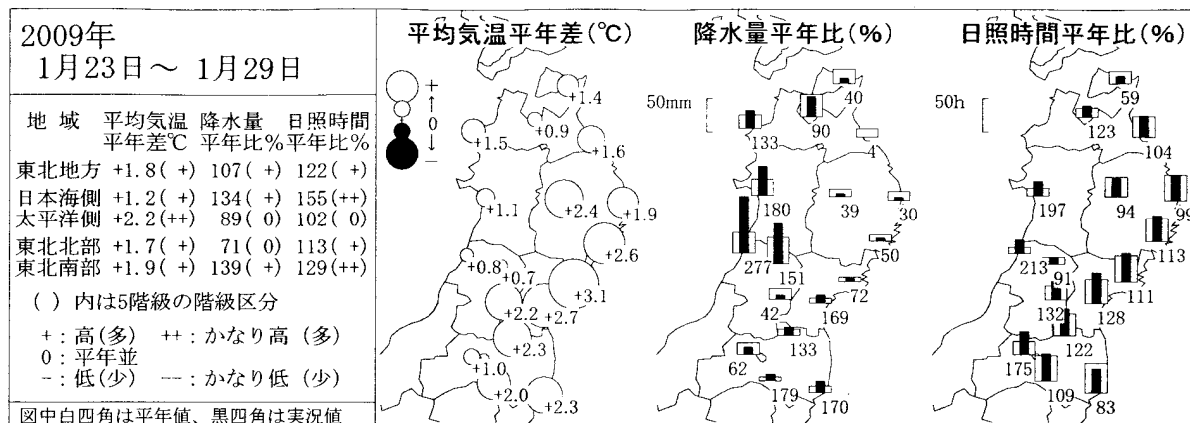 2009年
1月23日～ 1月29日
地 域 平均気温 降水量 日照時間
平年差℃ 平年比% 平年比%
東北地方 +1.8( +) 107( +) 122( +)
日本海側 +1.2( +) 134( +) 155(++)
太平洋側 +2.2(++) 89( 0) 102( 0)
東北北部 +1.7( +) 71( 0) 113( +)
東北南部 +1.9( +) 139( +) 129(++)
( ) 内は5階級の階級区分
+：高(多) ++：かなり高 (多)
0：平年並
-：低(少) --：かなり低 (少)
図中白四角は平年値、黒四角は実況値
平均気温平年差(℃)
+
↑
0
↓
-
+1.4
+0.9
+1.5
+1.6
+1.1
+2.4
+1.9
+2.6
+0.8
+0.7
+3.1
+2.2
+2.7
+2.3
+1.0
+2.0
+2.3
降水量平年比(%)
50mm
40
90
133
4
180
39
30
50
277
151
72
42
169
133
62
179
170
日照時間平年比(%)
50h
59
123
104
197
94
99
113
213
91
111
132
128
122
175
109
83